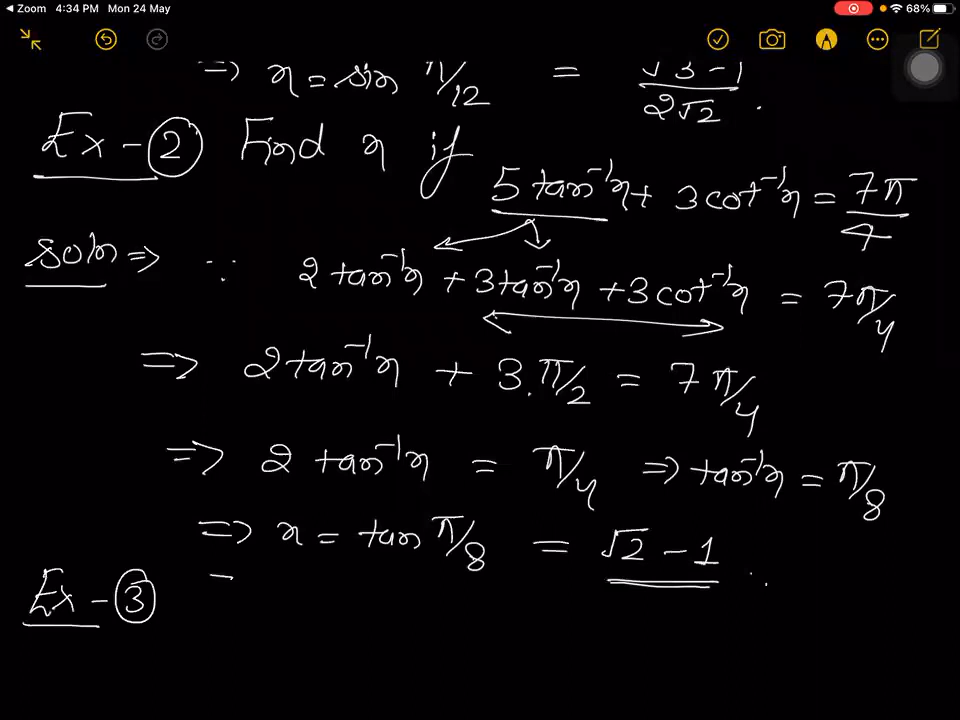 Zoom 4:34 PM Mon 24 May 68%
=> x = sin π/12 = √3-1/2√2 .
Ex-② Find x if
5 tan⁻¹x + 3 cot⁻¹x = 7π/4
Soln => ∵ 2 tan⁻¹x + 3 tan⁻¹x + 3 cot⁻¹x = 7π/4
=> 2 tan⁻¹x + 3.π/2 = 7π/4
=> 2 tan⁻¹x = π/4 => tan⁻¹x = π/8
=> x = tan π/8 = √2 - 1
Ex-③